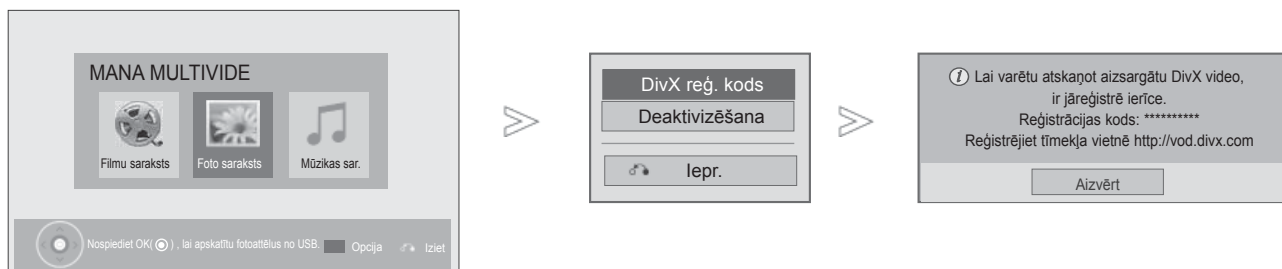 MANA MULTIVIDE
Filmu saraksts
Foto saraksts
Mūzikas sar.
Nospiediet OK(◉) , lai apskatītu fotoattēlus no USB.
Opcija
Iziet
DivX reģ. kods
Deaktivizēšana
Iepr.
Lai varētu atskaņot aizsargātu DivX video,
ir jāreģistrē ierīce.
Reģistrācijas kods: **********
Reģistrējiet tīmekļa vietnē http://vod.divx.com
Aizvērt